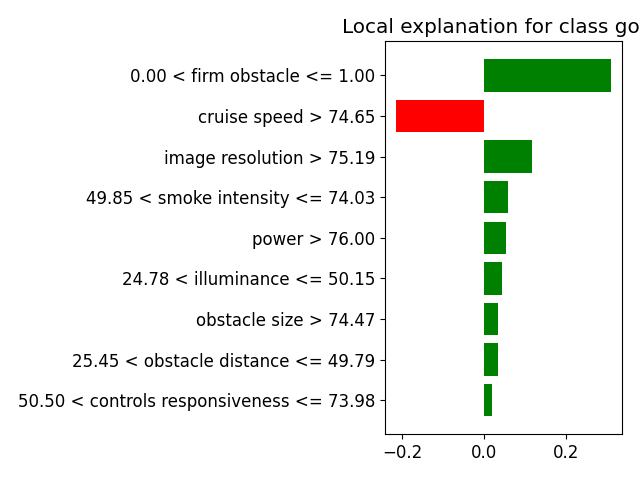 Local explanation for class go
0.00 < firm obstacle <= 1.00
cruise speed > 74.65
image resolution > 75.19
49.85 < smoke intensity <= 74.03
power > 76.00
24.78 < illuminance <= 50.15
obstacle size > 74.47
25.45 < obstacle distance <= 49.79
50.50 < controls responsiveness <= 73.98
−0.2 0.0 0.2